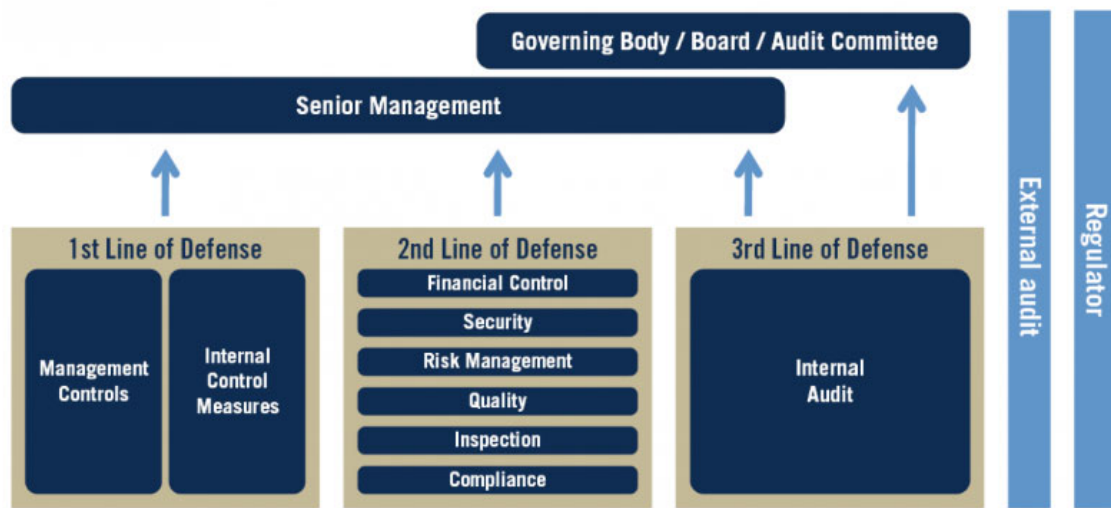 Governing Body / Board / Audit Committee
Senior Management
1st Line of Defense
Management
Controls
Internal
Control
Measures
2nd Line of Defense
Financial Control
Security
Risk Management
Quality
Inspection
Compliance
3rd Line of Defense
Internal
Audit
External audit
Regulator